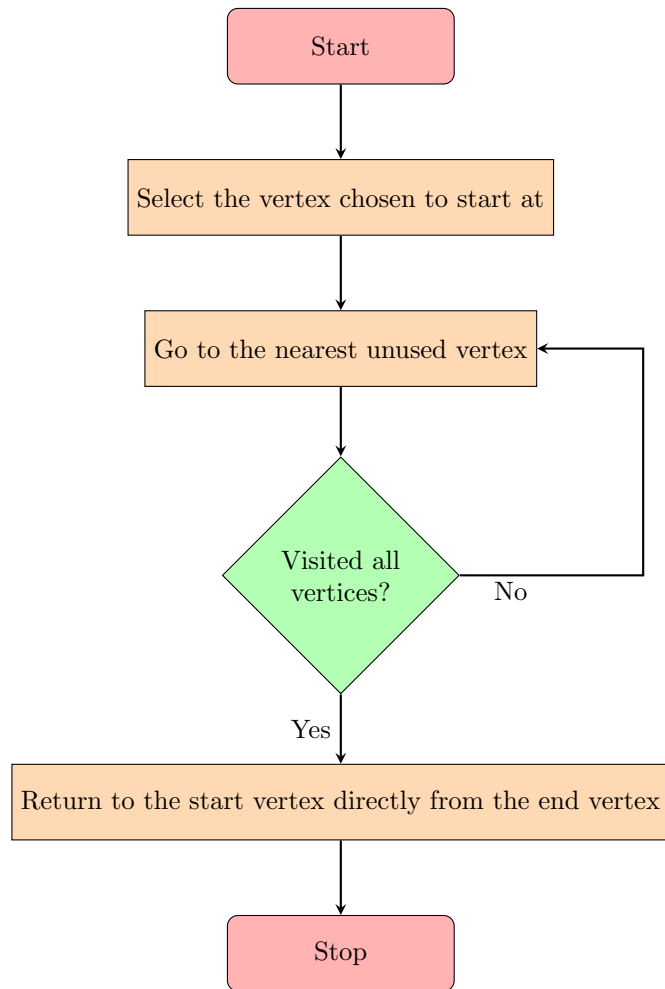 Start
Select the vertex chosen to start at
Go to the nearest unused vertex
Visited all
vertices?
No
Yes
Return to the start vertex directly from the end vertex
Stop